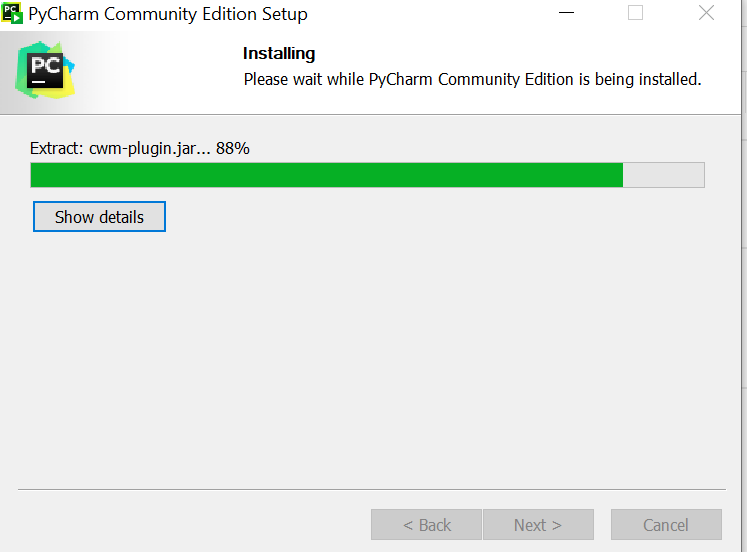 PC
PyCharm Community Edition Setup
PC
Installing
Please wait while PyCharm Community Edition is being installed.
Extract: cwm-plugin.jar... 88%
Show details
< Back
Next >
Cancel